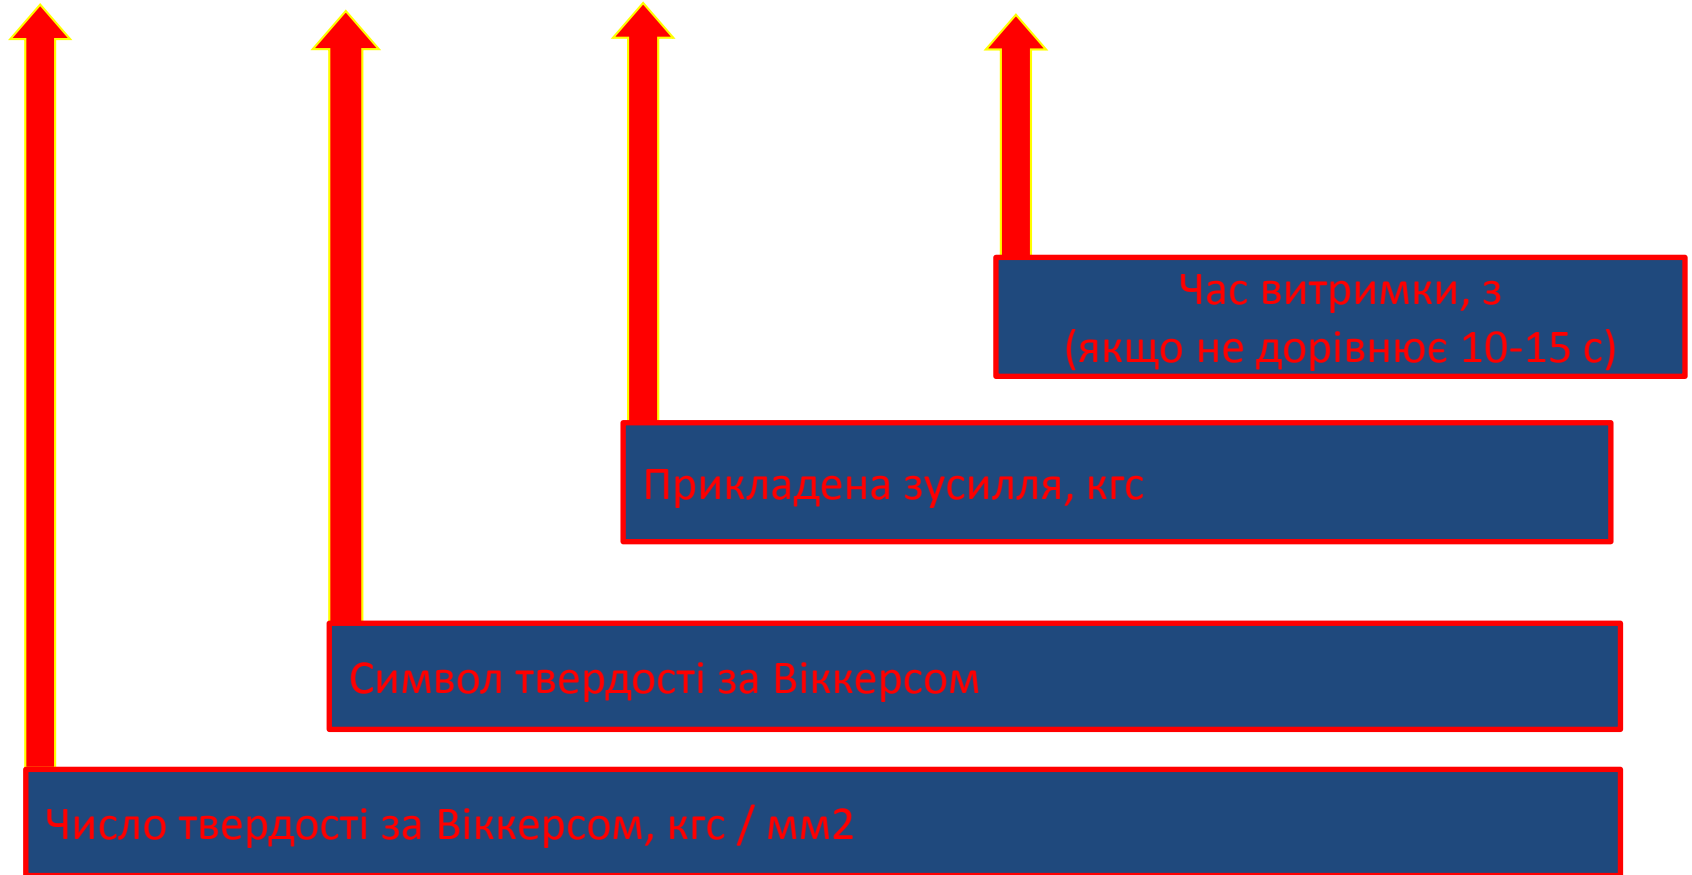 Час витримки, з
(якщо не дорівнює 10-15 с)
Прикладена зусилля, кгс
Символ твердості за Віккерсом
Число твердості за Віккерсом, кгс / мм2